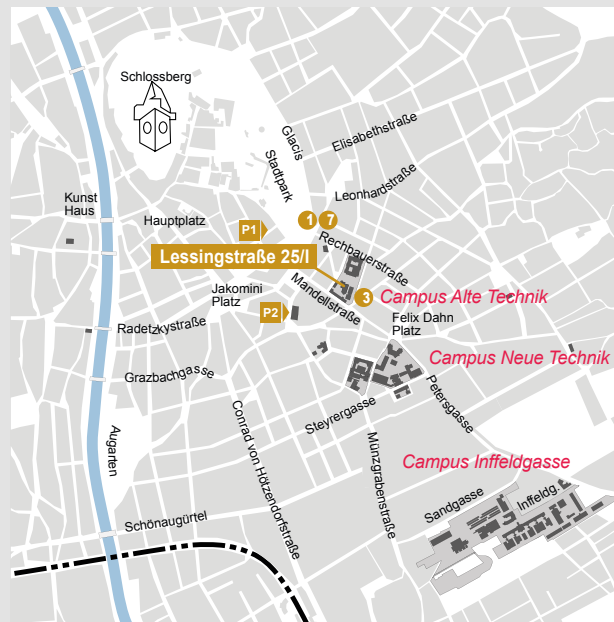 Schlossberg
Glacis
Stadtpark
Elisabethstraße
Leonhardstraße
Kunst
Haus
Hauptplatz
P1
1
7
Rechbauerstraße
Lessingstraße 25/I
Jakomini
Platz
Mandellstraße
3
Campus Alte Technik
P2
Felix Dahn
Platz
Radetzkystraße
Campus Neue Technik
Grazbachgasse
Petersgasse
Steyrergasse
Conrad von Hötzendorfstraße
Münzgrabenstraße
Augarten
Campus Inffeldgasse
Sandgasse
Inffeldg.
Schönaugürtel